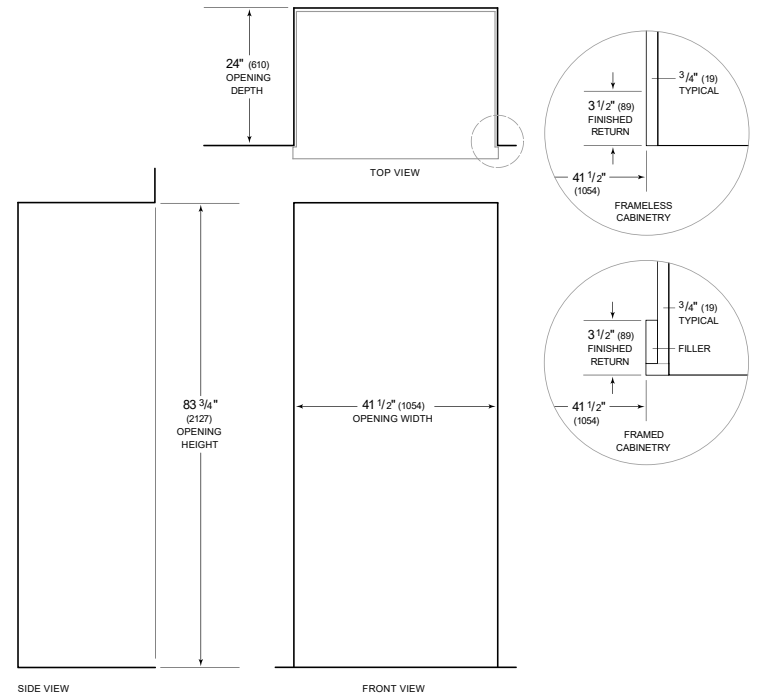 24" (610)
OPENING
DEPTH
TOP VIEW
3/4" (19)
TYPICAL
3 1/2" (89)
FINISHED
RETURN
41 1/2"
(1054)
FRAMELESS
CABINETRY
3/4" (19)
TYPICAL
3 1/2" (89)
FINISHED
RETURN
FILLER
41 1/2"
(1054)
FRAMED
CABINETRY
83 3/4"
(2127)
OPENING
HEIGHT
41 1/2" (1054)
OPENING WIDTH
SIDE VIEW
FRONT VIEW